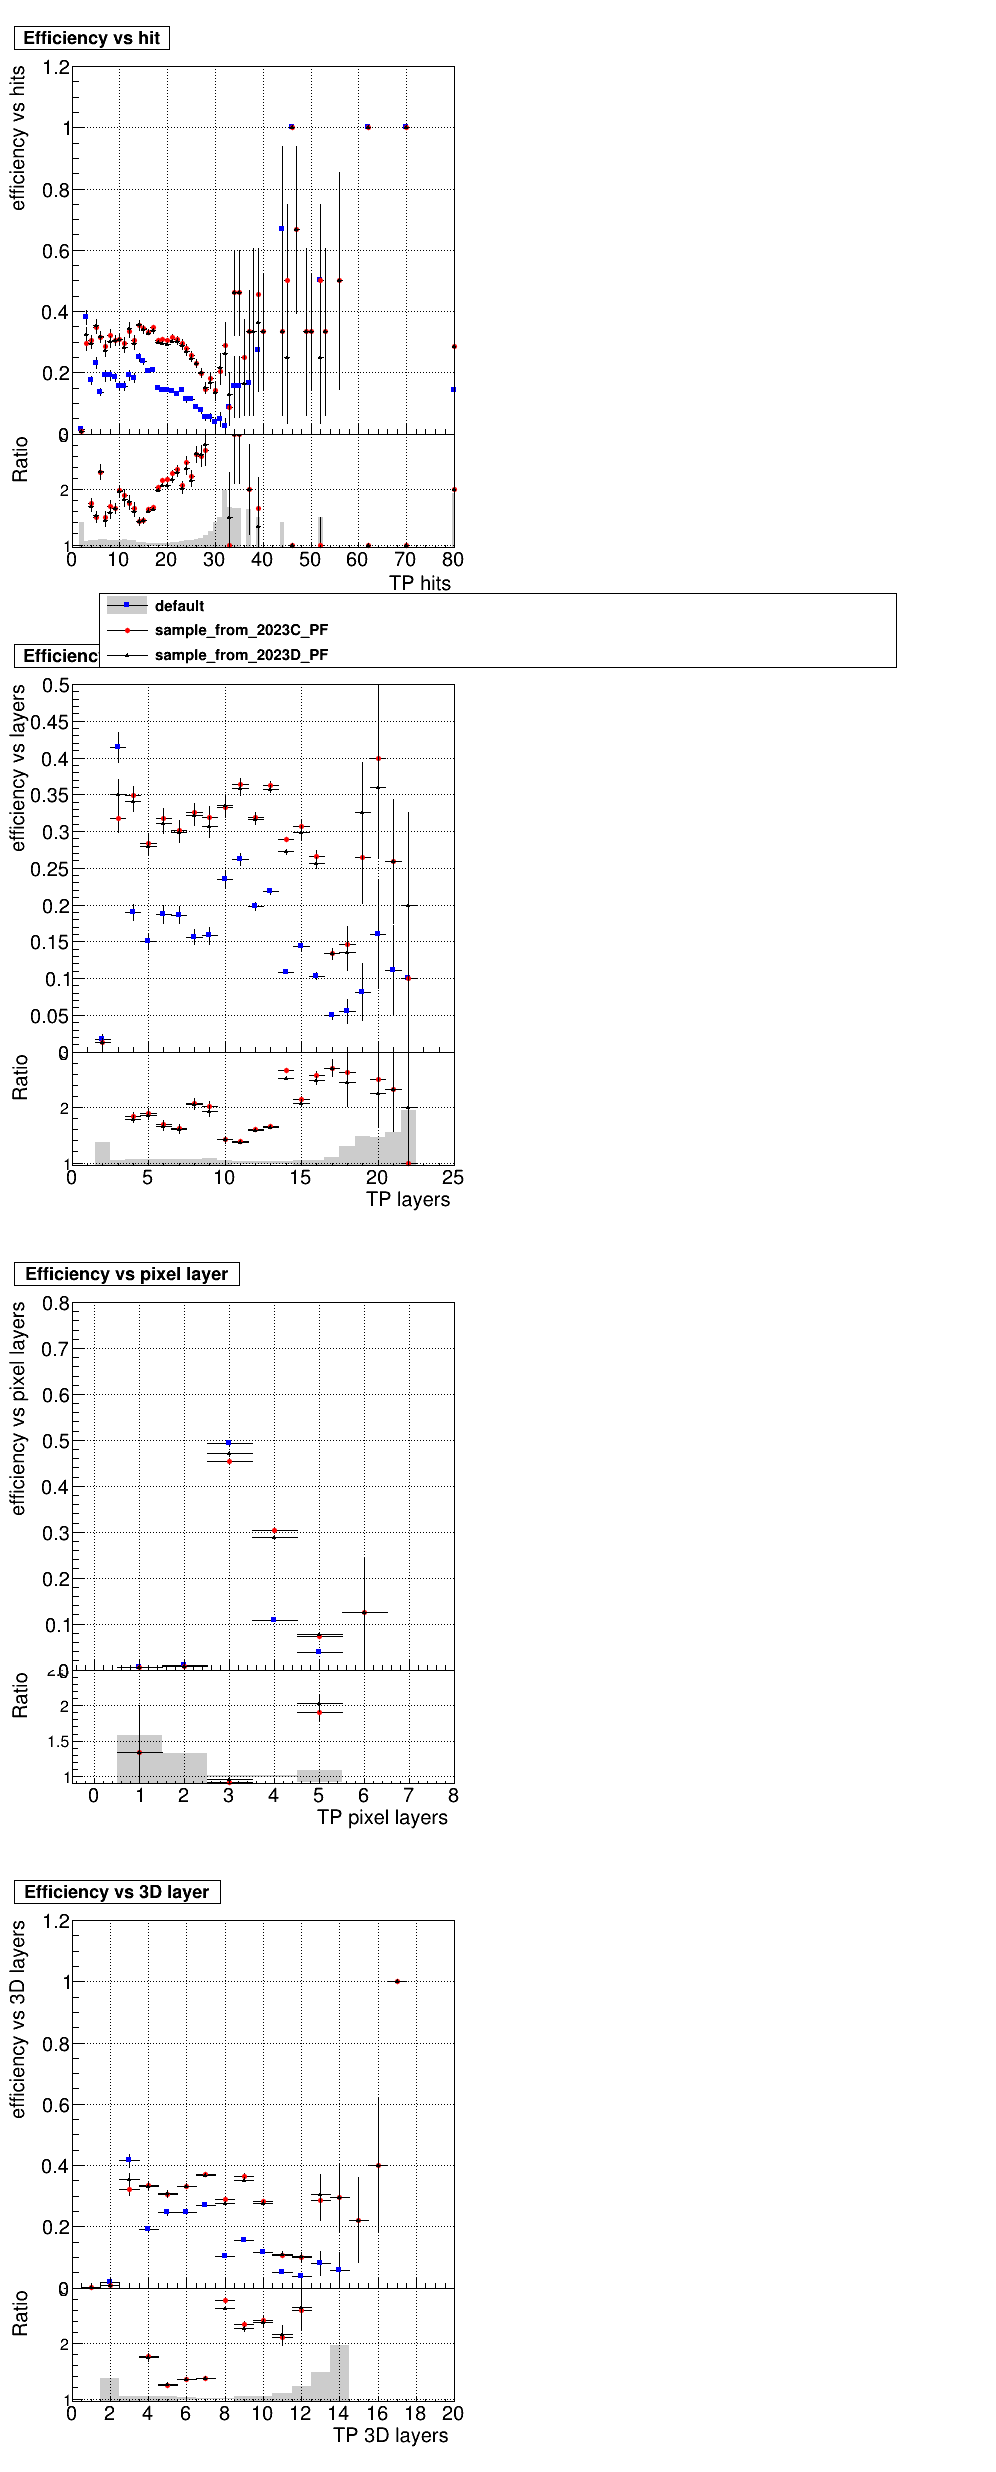 Efficiency vs hit
efficiency vs hits
1.2
1
0.8
0.6
0.4
0.2
0
Ratio
2
1
0 10 20 30 40 50 60 70 80
TP hits
default
sample_from_2023C_PF
sample_from_2023D_PF
Efficienc
efficiency vs layers
0.5
0.45
0.4
0.35
0.3
0.25
0.2
0.15
0.1
0.05
0
Ratio
2
1
0 5 10 15 20 25
TP layers
Efficiency vs pixel layer
efficiency vs pixel layers
0.8
0.7
0.6
0.5
0.4
0.3
0.2
0.1
0
Ratio
2
1.5
1
0 1 2 3 4 5 6 7 8
TP pixel layers
Efficiency vs 3D layer
efficiency vs 3D layers
1.2
1
0.8
0.6
0.4
0.2
0
Ratio
2
1
0 2 4 6 8 10 12 14 16 18 20
TP 3D layers